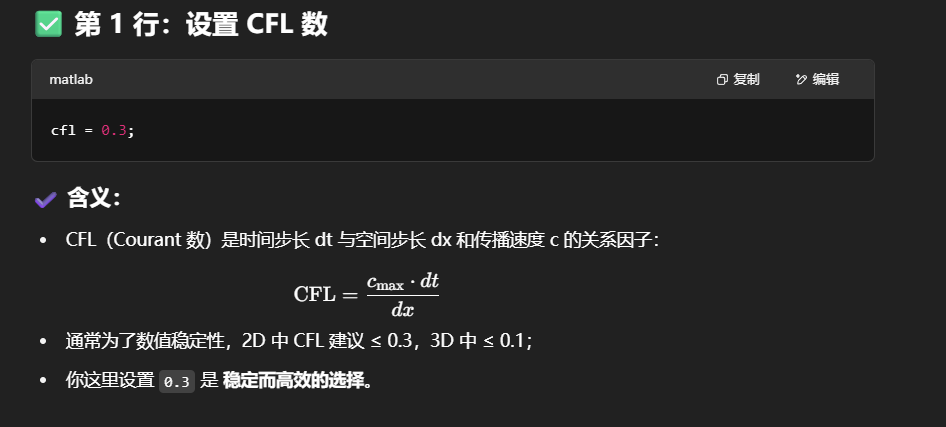 ✅ 第 1 行：设置 CFL 数
matlab 复制 编辑
cfl = 0.3;
✔ 含义：
• CFL（Courant 数）是时间步长 dt 与空间步长 dx 和传播速度 c 的关系因子：
CFL = \frac{c_{\max} \cdot dt}{dx}
• 通常为了数值稳定性，2D 中 CFL 建议 ≤ 0.3，3D 中 ≤ 0.1；
• 你这里设置 0.3 是 稳定而高效的选择。